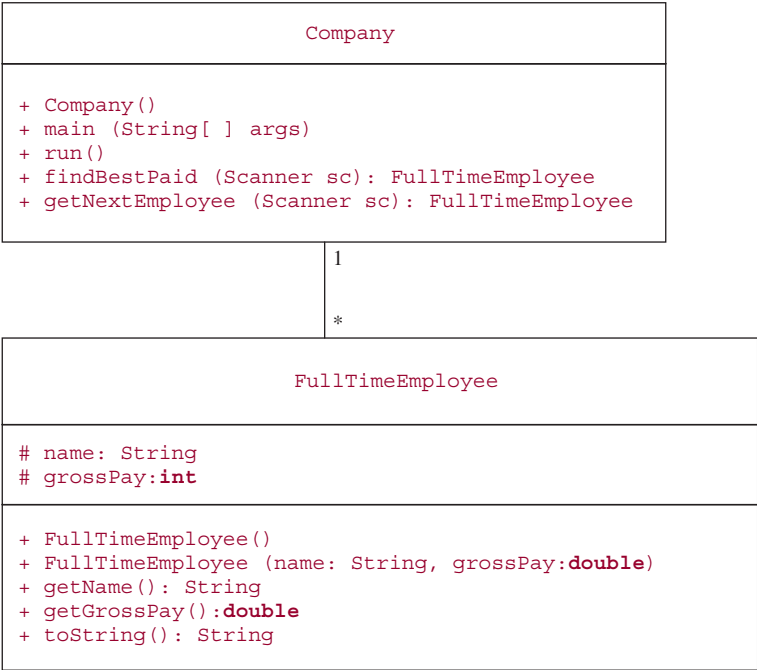 Company
+ Company()
+ main (String[ ] args)
+ run()
+ findBestPaid (Scanner sc): FullTimeEmployee
+ getNextEmployee (Scanner sc): FullTimeEmployee
1
*
FullTimeEmployee
# name: String
# grossPay:int
+ FullTimeEmployee()
+ FullTimeEmployee (name: String, grossPay:double)
+ getName(): String
+ getGrossPay():double
+ toString(): String